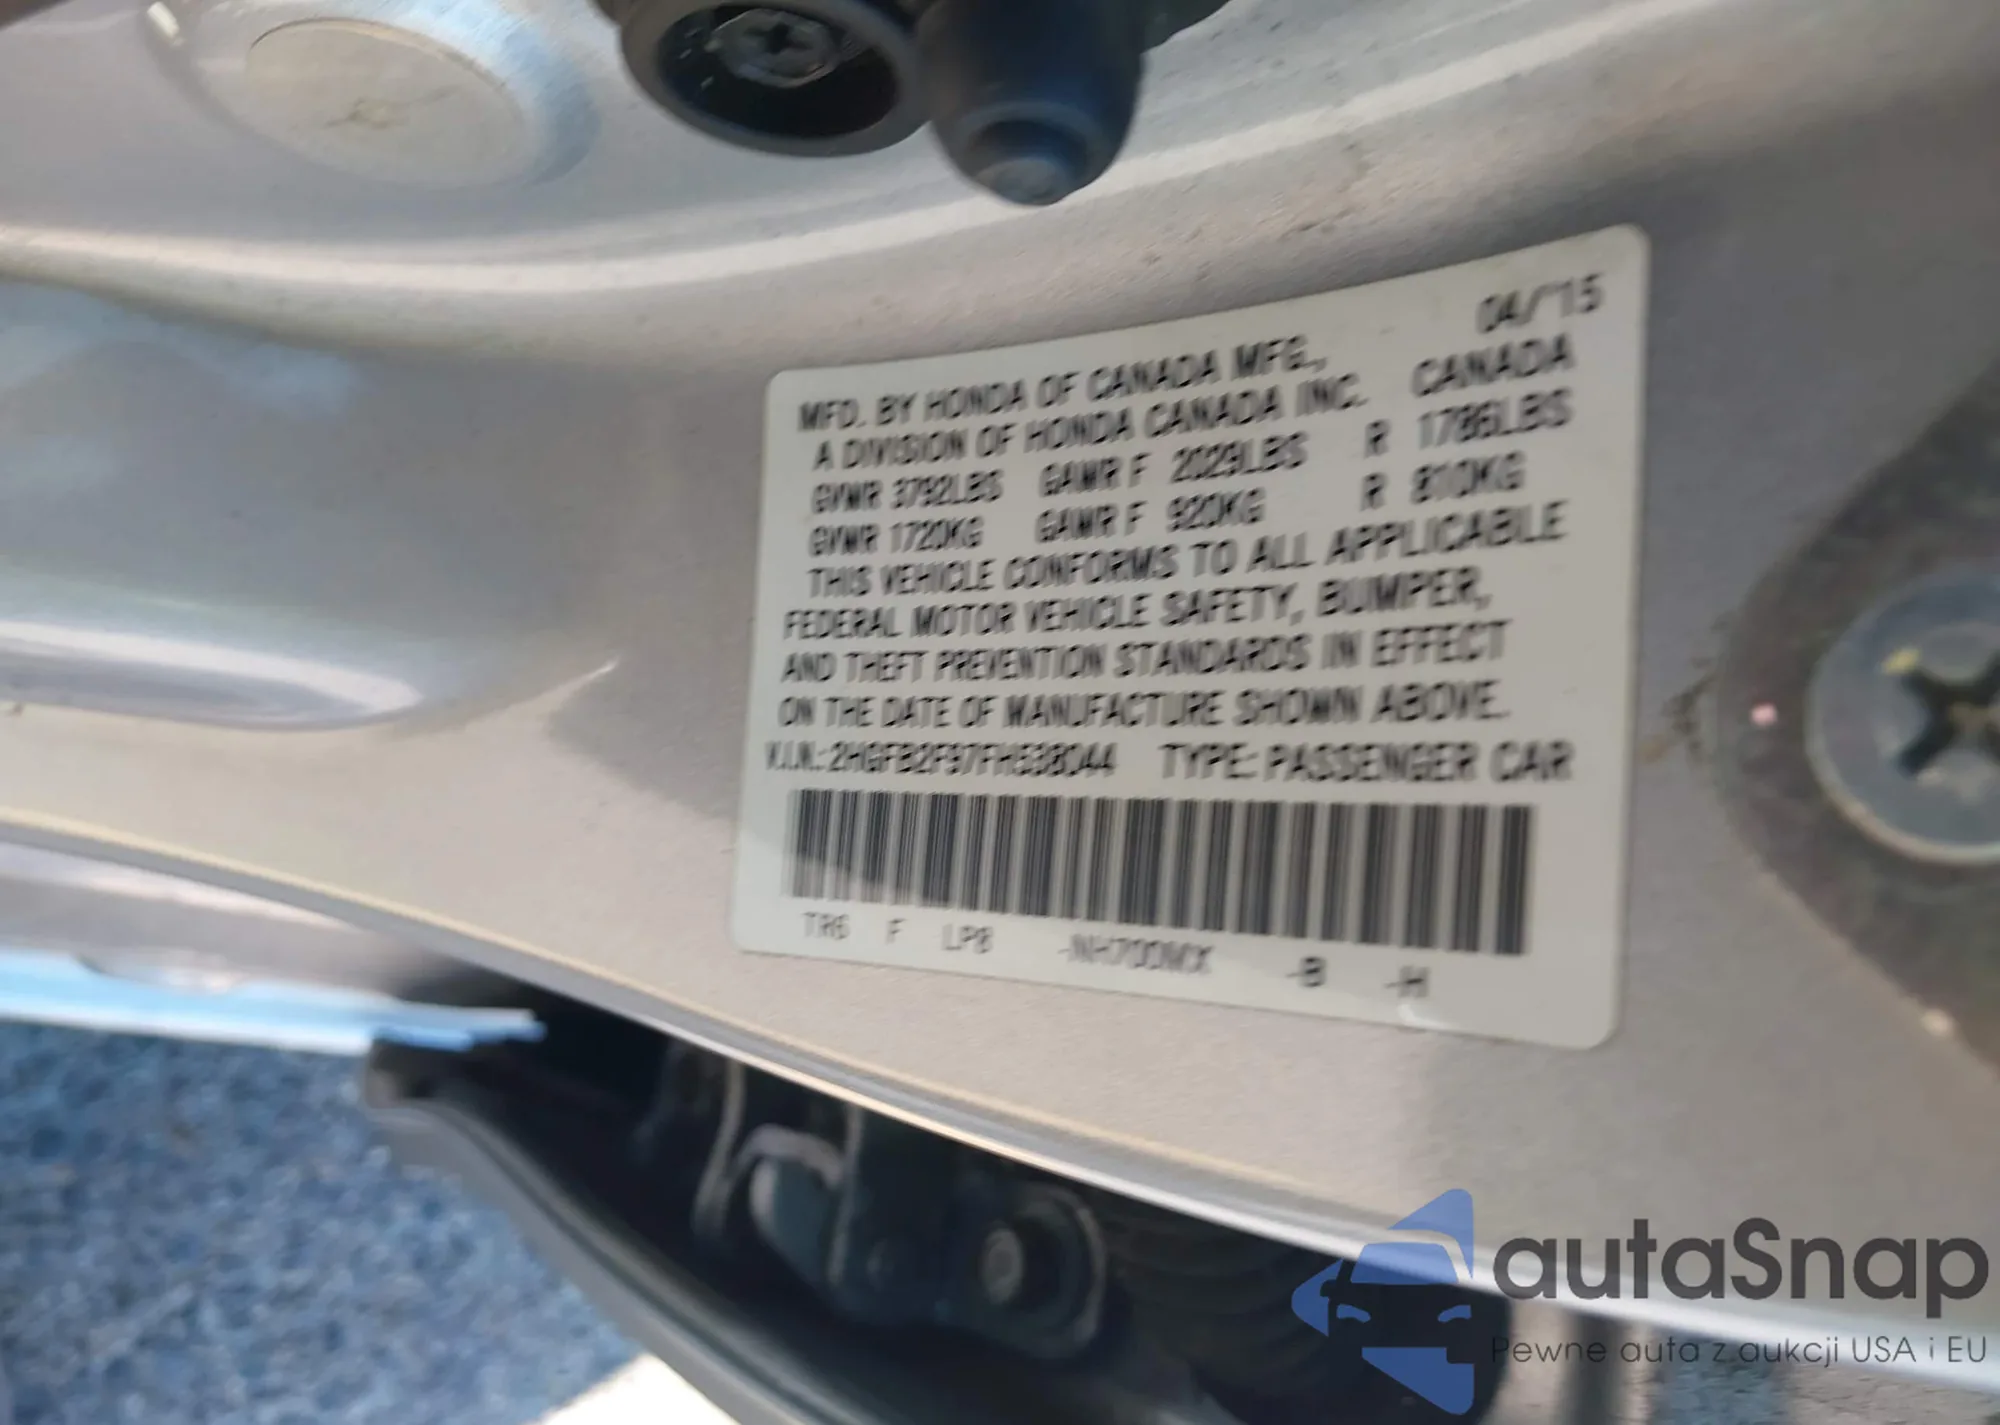 04/'15
MFD. BY HONDA OF CANADA MFG.,
A DIVISION OF HONDA CANADA INC. CANADA
GVWR 3792LBS GAWR F 2029LBS R 1786LBS
GVWR 1720KG GAWR F 920KG R 810KG
THIS VEHICLE CONFORMS TO ALL APPLICABLE
FEDERAL MOTOR VEHICLE SAFETY, BUMPER,
AND THEFT PREVENTION STANDARDS IN EFFECT
ON THE DATE OF MANUFACTURE SHOWN ABOVE.
V.I.N.: 2HGFB2F97FH538044 TYPE: PASSENGER CAR
TR6 F LP8 -NH700MX -B -H
autaSnap
Pewne auta z aukcji USA i EU